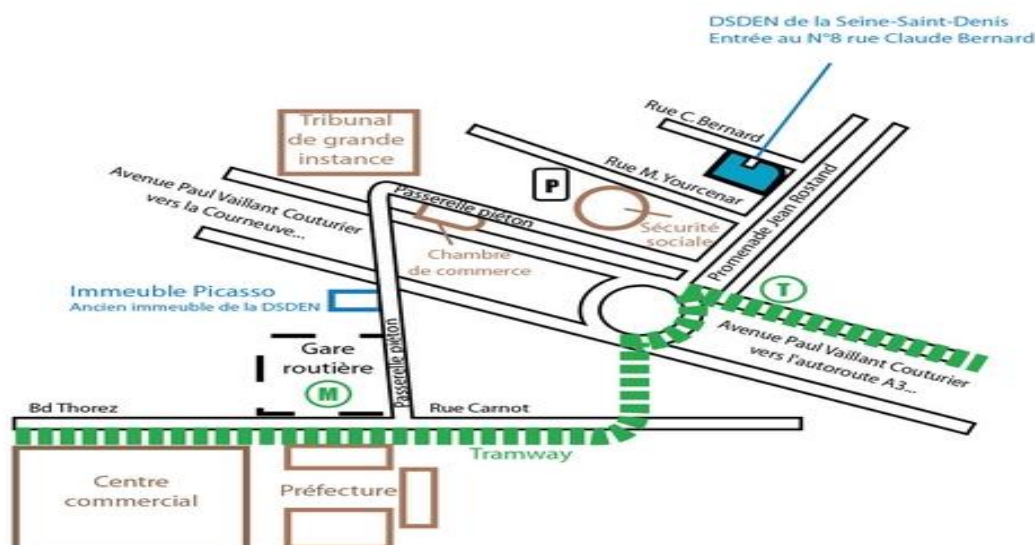 DSDEN de la Seine-Saint-Denis
Entrée au N°8 rue Claude Bernard
Rue C. Bernard
Tribunal
de grande
instance
Rue M. Yourcenar
P
Avenue Paul Vaillant Couturier
vers la Courneuve...
Passerelle piéton
Promenade Jean Rostand
Sécurité
sociale
Chambre
de commerce
Immeuble Picasso
Ancien immeuble de la DSDEN
T
Avenue Paul Vaillant Couturier
vers l'autoroute A3...
Gare
routière
M
Passerelle piéton
Bd Thorez
Rue Carnot
Tramway
Centre
commercial
Préfecture